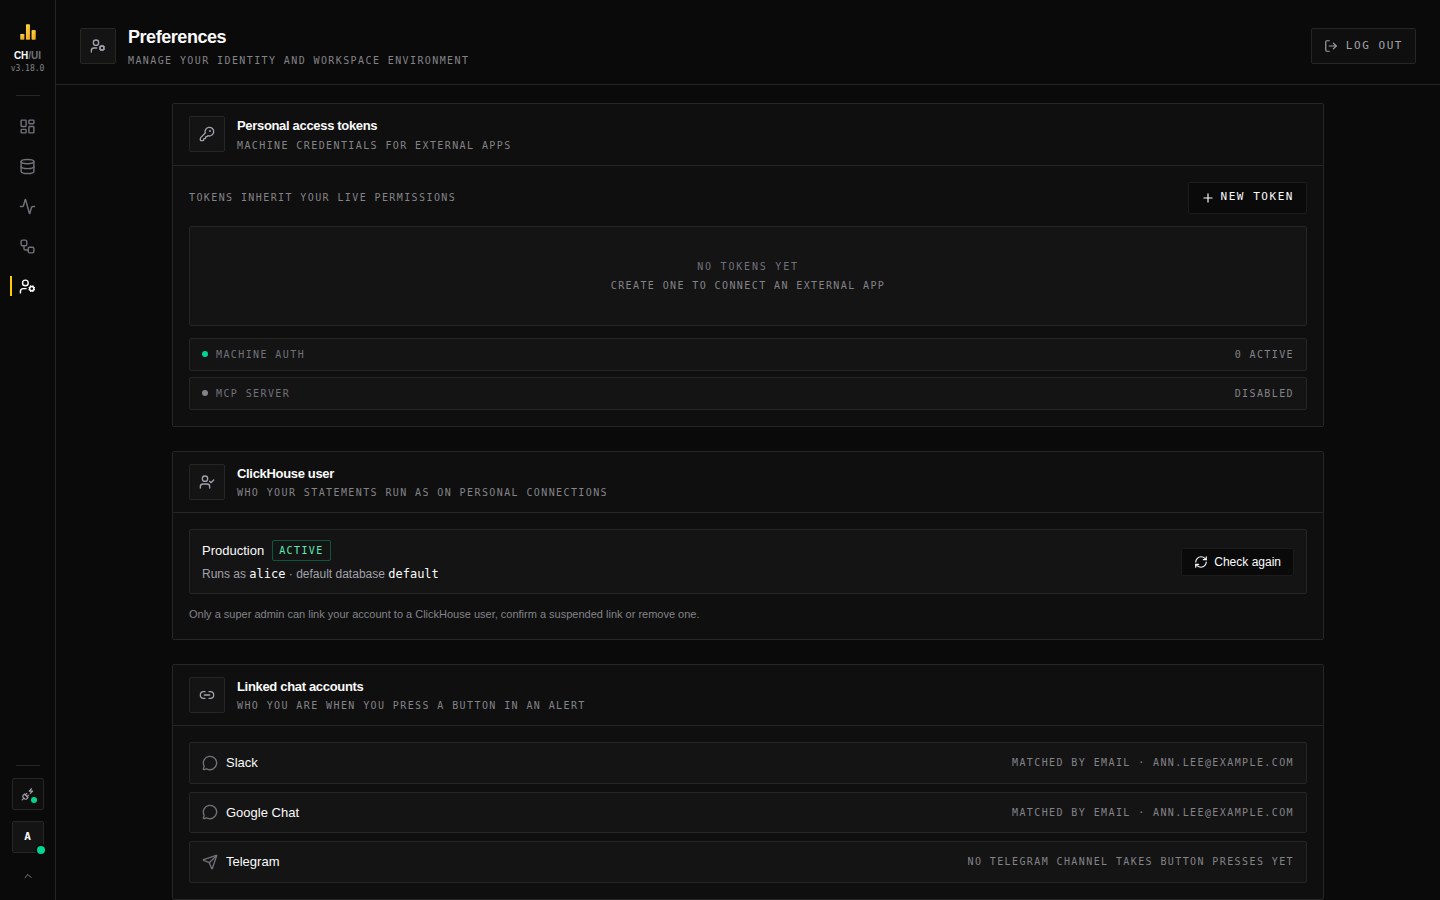 CH/UI
v3.18.0
Preferences
MANAGE YOUR IDENTITY AND WORKSPACE ENVIRONMENT
LOG OUT
Personal access tokens
MACHINE CREDENTIALS FOR EXTERNAL APPS
TOKENS INHERIT YOUR LIVE PERMISSIONS
NEW TOKEN
NO TOKENS YET
CREATE ONE TO CONNECT AN EXTERNAL APP
MACHINE AUTH
0 ACTIVE
MCP SERVER
DISABLED
ClickHouse user
WHO YOUR STATEMENTS RUN AS ON PERSONAL CONNECTIONS
Production ACTIVE
Runs as alice · default database default
Check again
Only a super admin can link your account to a ClickHouse user, confirm a suspended link or remove one.
Linked chat accounts
WHO YOU ARE WHEN YOU PRESS A BUTTON IN AN ALERT
Slack
MATCHED BY EMAIL · ANN.LEE@EXAMPLE.COM
Google Chat
MATCHED BY EMAIL · ANN.LEE@EXAMPLE.COM
Telegram
NO TELEGRAM CHANNEL TAKES BUTTON PRESSES YET
A